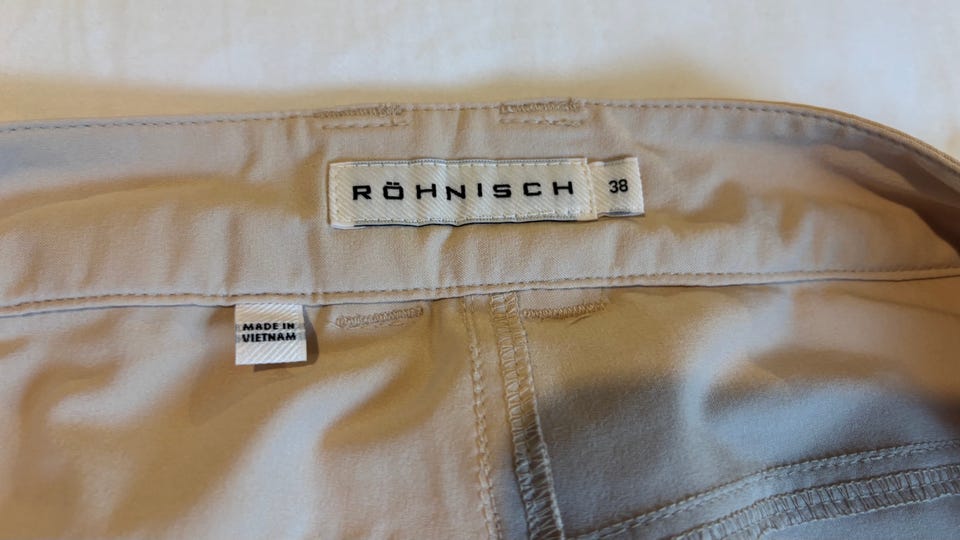 RÖHNISCH
38
MADE IN
VIETNAM